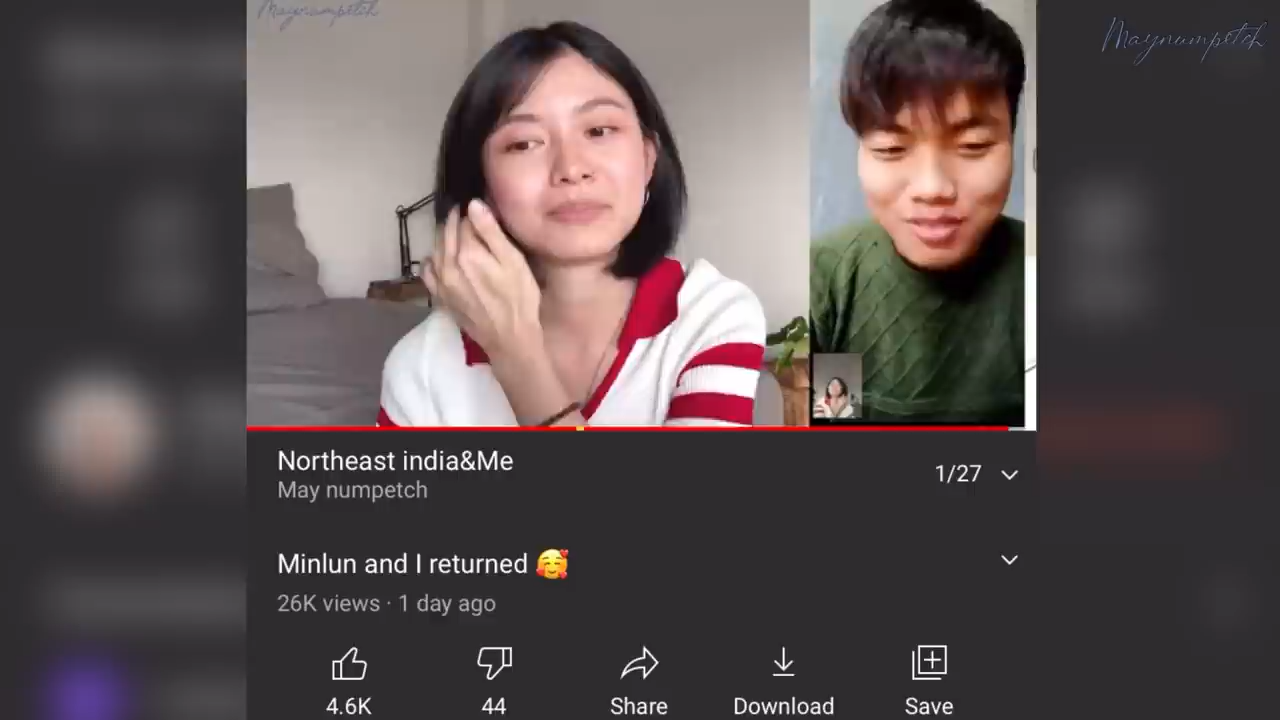 Maynumpetch
Maynumpetch
Northeast india&Me
1/27
May numpetch
Minlun and I returned 🥰
26K views · 1 day ago
4.6K
44
Share
Download
Save